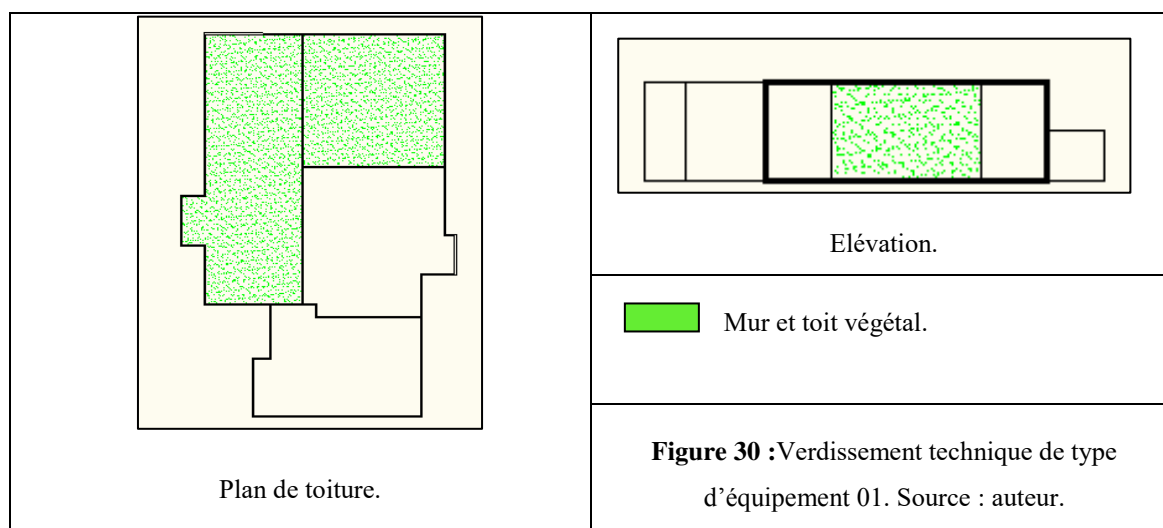 Plan de toiture.
Elévation.
Mur et toit végétal.
Figure 30 :Verdissement technique de type
d’équipement 01. Source : auteur.